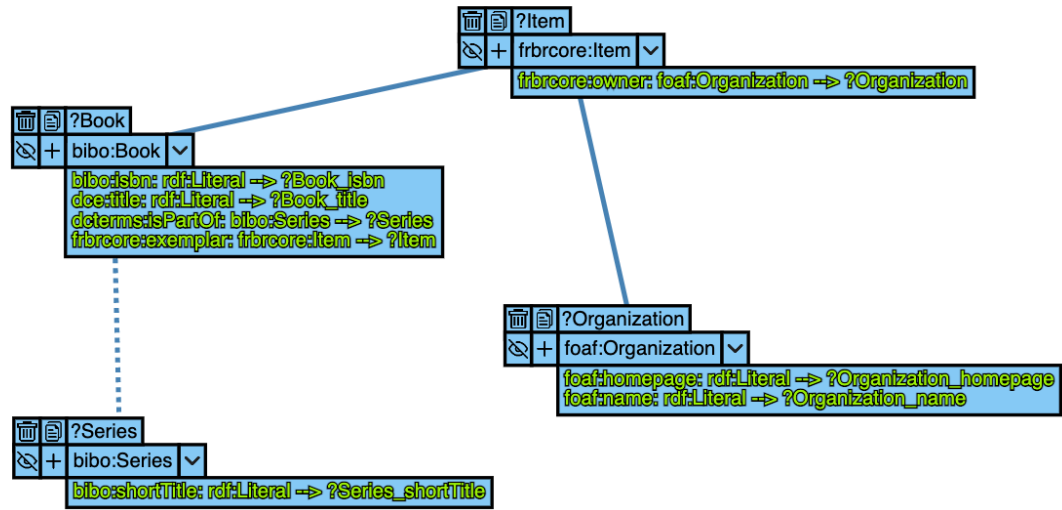 ?Item
frbrcore:Item
frbrcore:owner: foaf:Organization --> ?Organization
?Book
bibo:Book
bibo:isbn: rdf:Literal --> ?Book_isbn
dce:title: rdf:Literal --> ?Book_title
dcterms:isPartOf: bibo:Series --> ?Series
frbrcore:exemplar: frbrcore:Item --> ?Item
?Organization
foaf:Organization
foaf:homepage: rdf:Literal --> ?Organization_homepage
foaf:name: rdf:Literal --> ?Organization_name
?Series
bibo:Series
bibo:shortTitle: rdf:Literal --> ?Series_shortTitle